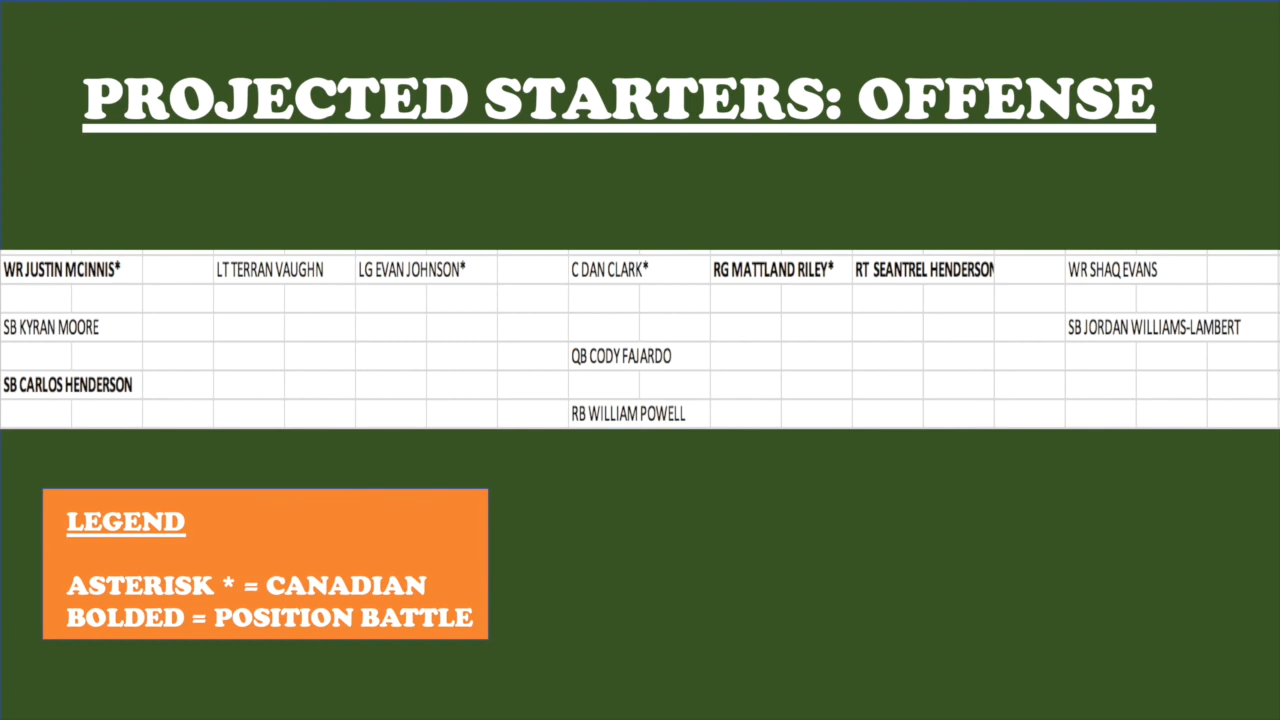 PROJECTED STARTERS: OFFENSE
WR JUSTIN MCINNIS* LT TERRAN VAUGHN LG EVAN JOHNSON* C DAN CLARK* RG MATTLAND RILEY* RT SEANTREL HENDERSON WR SHAQ EVANS
SB KYRAN MOORE SB JORDAN WILLIAMS-LAMBERT
QB CODY FAJARDO
SB CARLOS HENDERSON
RB WILLIAM POWELL
LEGEND
ASTERISK * = CANADIAN
BOLDED = POSITION BATTLE